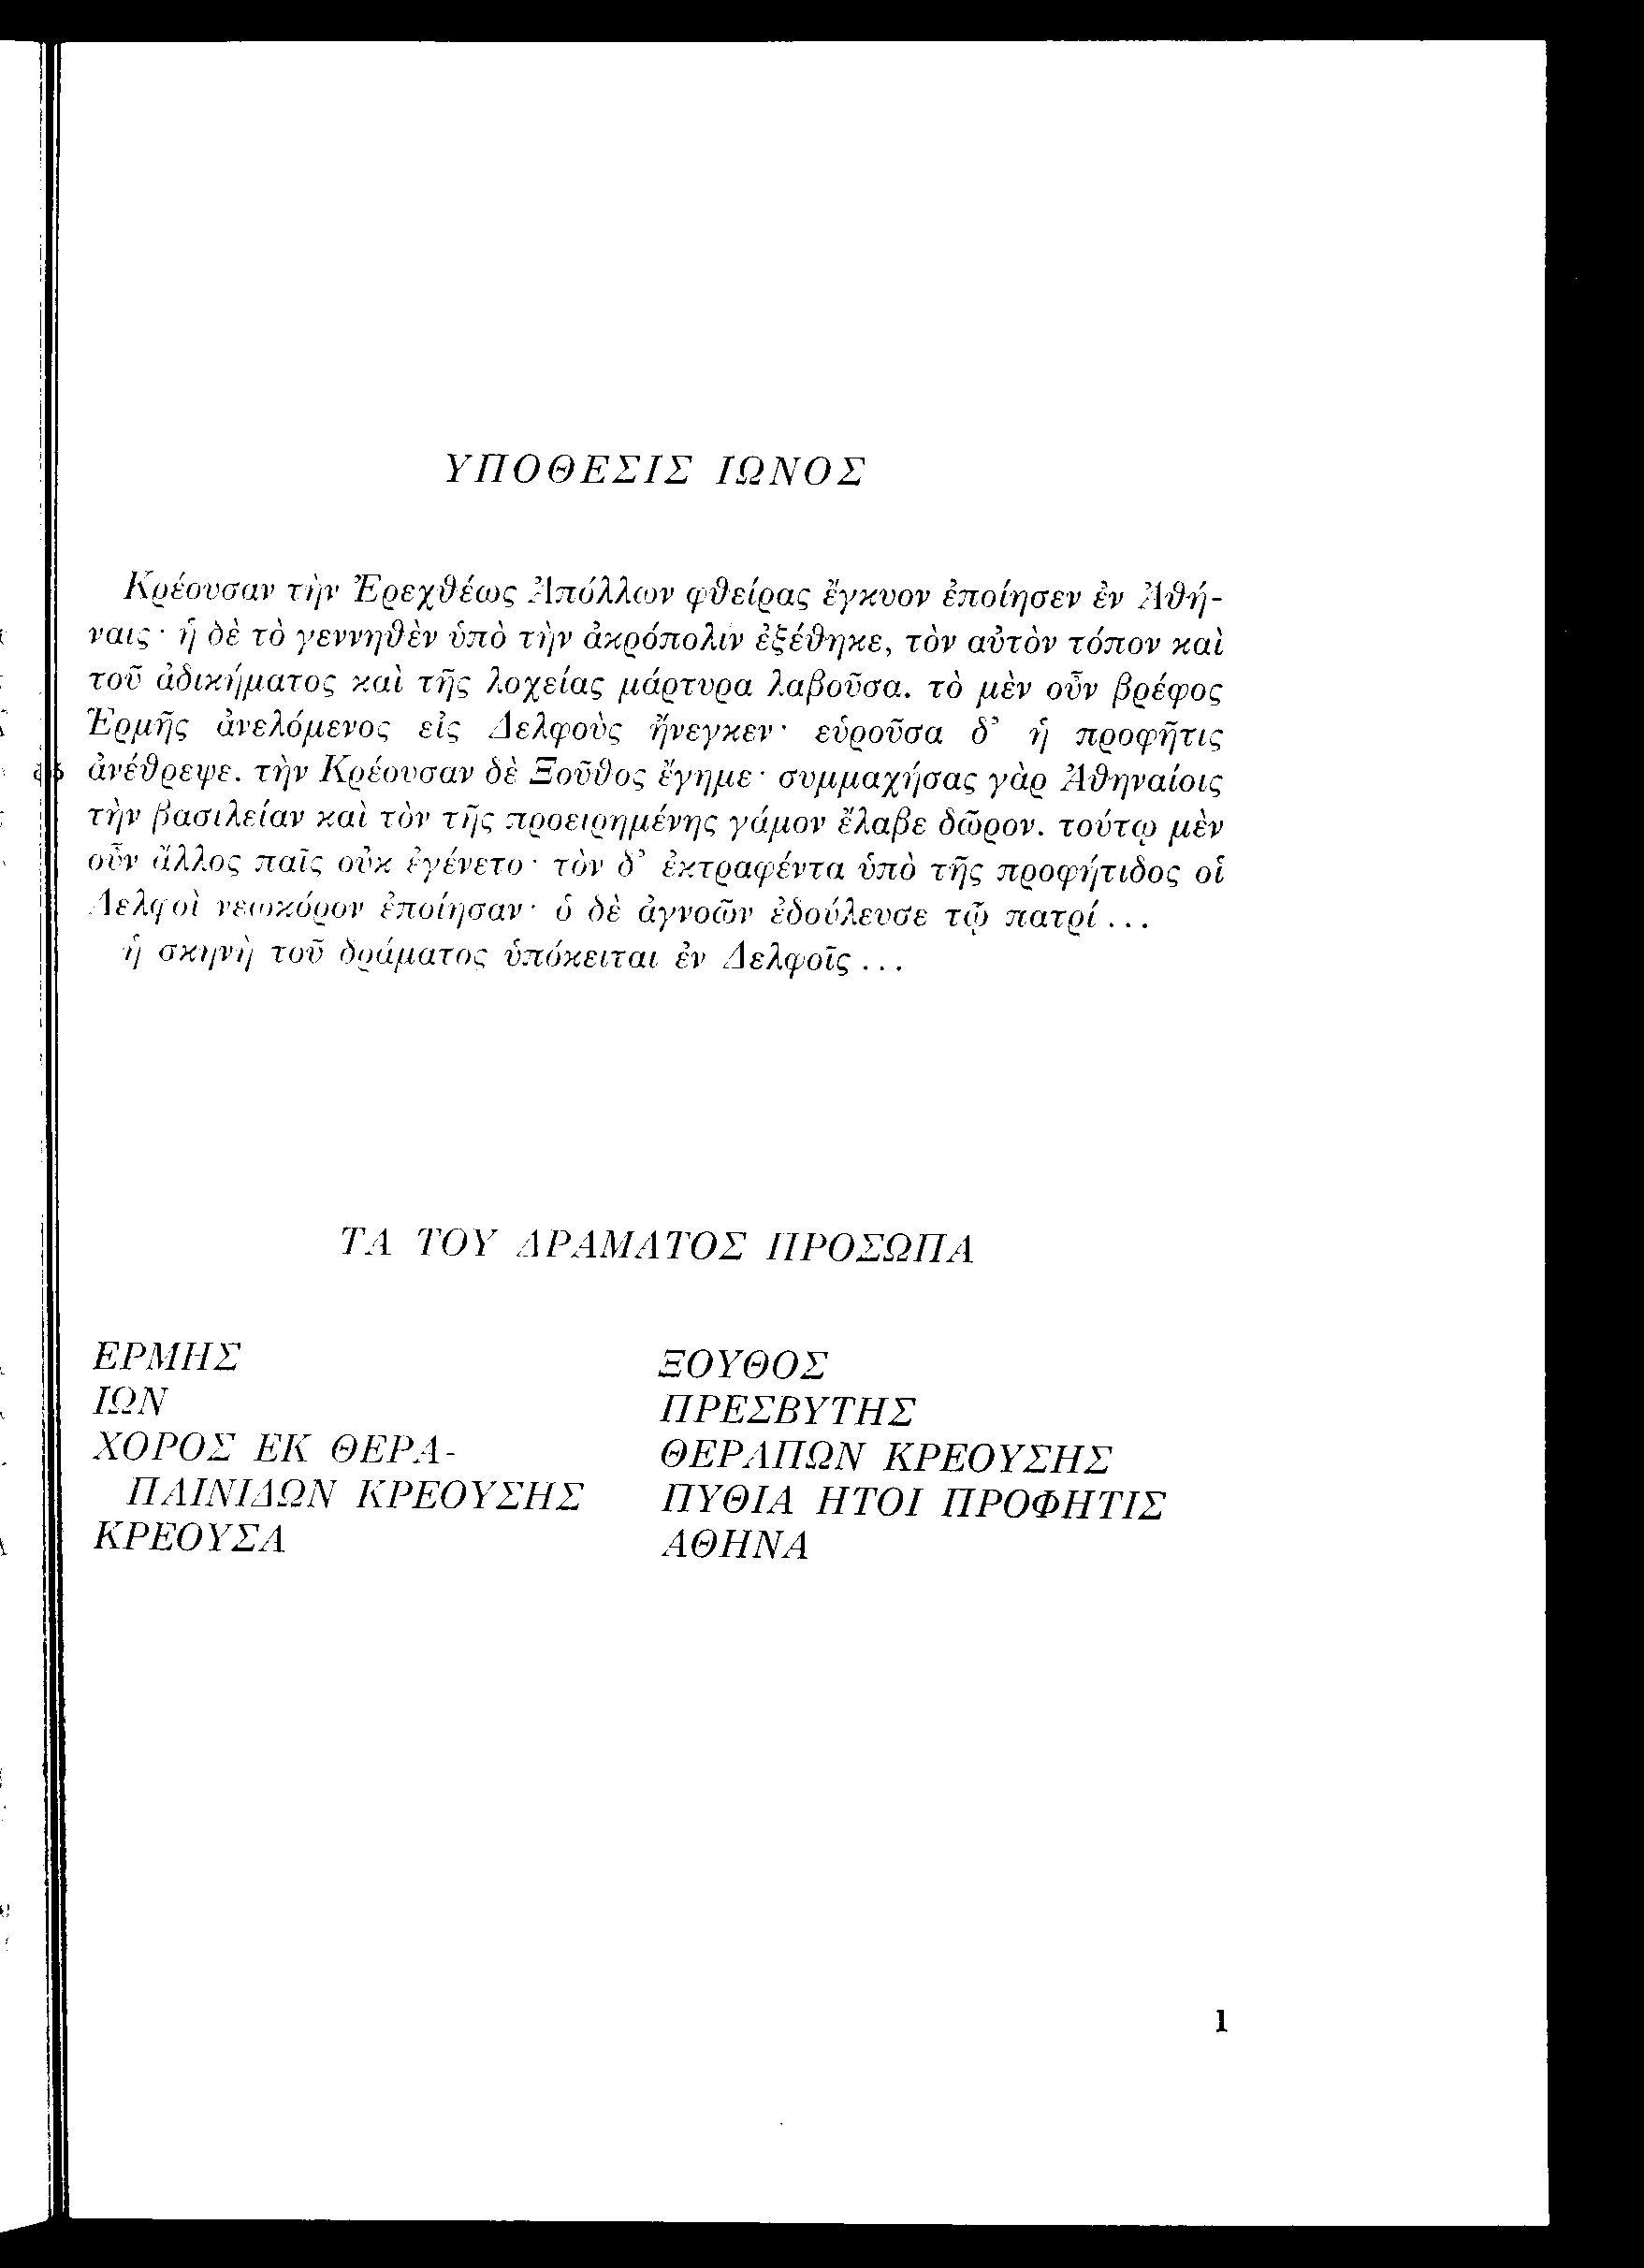 ΥΠΟΘΕΣΙΣ ΙΩΝΟΣ
Κρέουσαν τὴν Ἐρεχθέως Ἀπόλλων φθείρας ἔγκυον ἐποίησεν ἐν Ἀθή-
ναις· ἡ δὲ τὸ γεννηθὲν ὑπὸ τὴν ἀκρόπολιν ἐξέθηκε, τὸν αὐτὸν τόπον καὶ
τοῦ ἀδικήματος καὶ τῆς λοχείας μάρτυρα λαβοῦσα. τὸ μὲν οὖν βρέφος
Ἑρμῆς ἀνελόμενος εἰς Δελφοὺς ἤνεγκεν· εὑροῦσα δ’ ἡ προφῆτις
ἀνέθρεψε. τὴν Κρέουσαν δὲ Ξοῦθος ἔγημε· συμμαχήσας γὰρ Ἀθηναίοις
τὴν βασιλείαν καὶ τὸν τῆς προειρημένης γάμον ἔλαβε δῶρον. τούτῳ μὲν
οὖν ἄλλος παῖς οὐκ ἐγένετο· τὸν δ’ ἐκτραφέντα ὑπὸ τῆς προφήτιδος οἱ
Δελφοὶ νεωκόρον ἐποίησαν· ὁ δὲ ἀγνοῶν ἐδούλευσε τῷ πατρί...
ἡ σκηνὴ τοῦ δράματος ὑπόκειται ἐν Δελφοῖς...
ΤΑ ΤΟΥ ΔΡΑΜΑΤΟΣ ΠΡΟΣΩΠΑ
ΕΡΜΗΣ
ΙΩΝ
ΧΟΡΟΣ ΕΚ ΘΕΡΑ-
ΠΑΙΝΙΔΩΝ ΚΡΕΟΥΣΗΣ
ΚΡΕΟΥΣΑ
ΞΟΥΘΟΣ
ΠΡΕΣΒΥΤΗΣ
ΘΕΡΑΠΩΝ ΚΡΕΟΥΣΗΣ
ΠΥΘΙΑ ΗΤΟΙ ΠΡΟΦΗΤΙΣ
ΑΘΗΝΑ
1